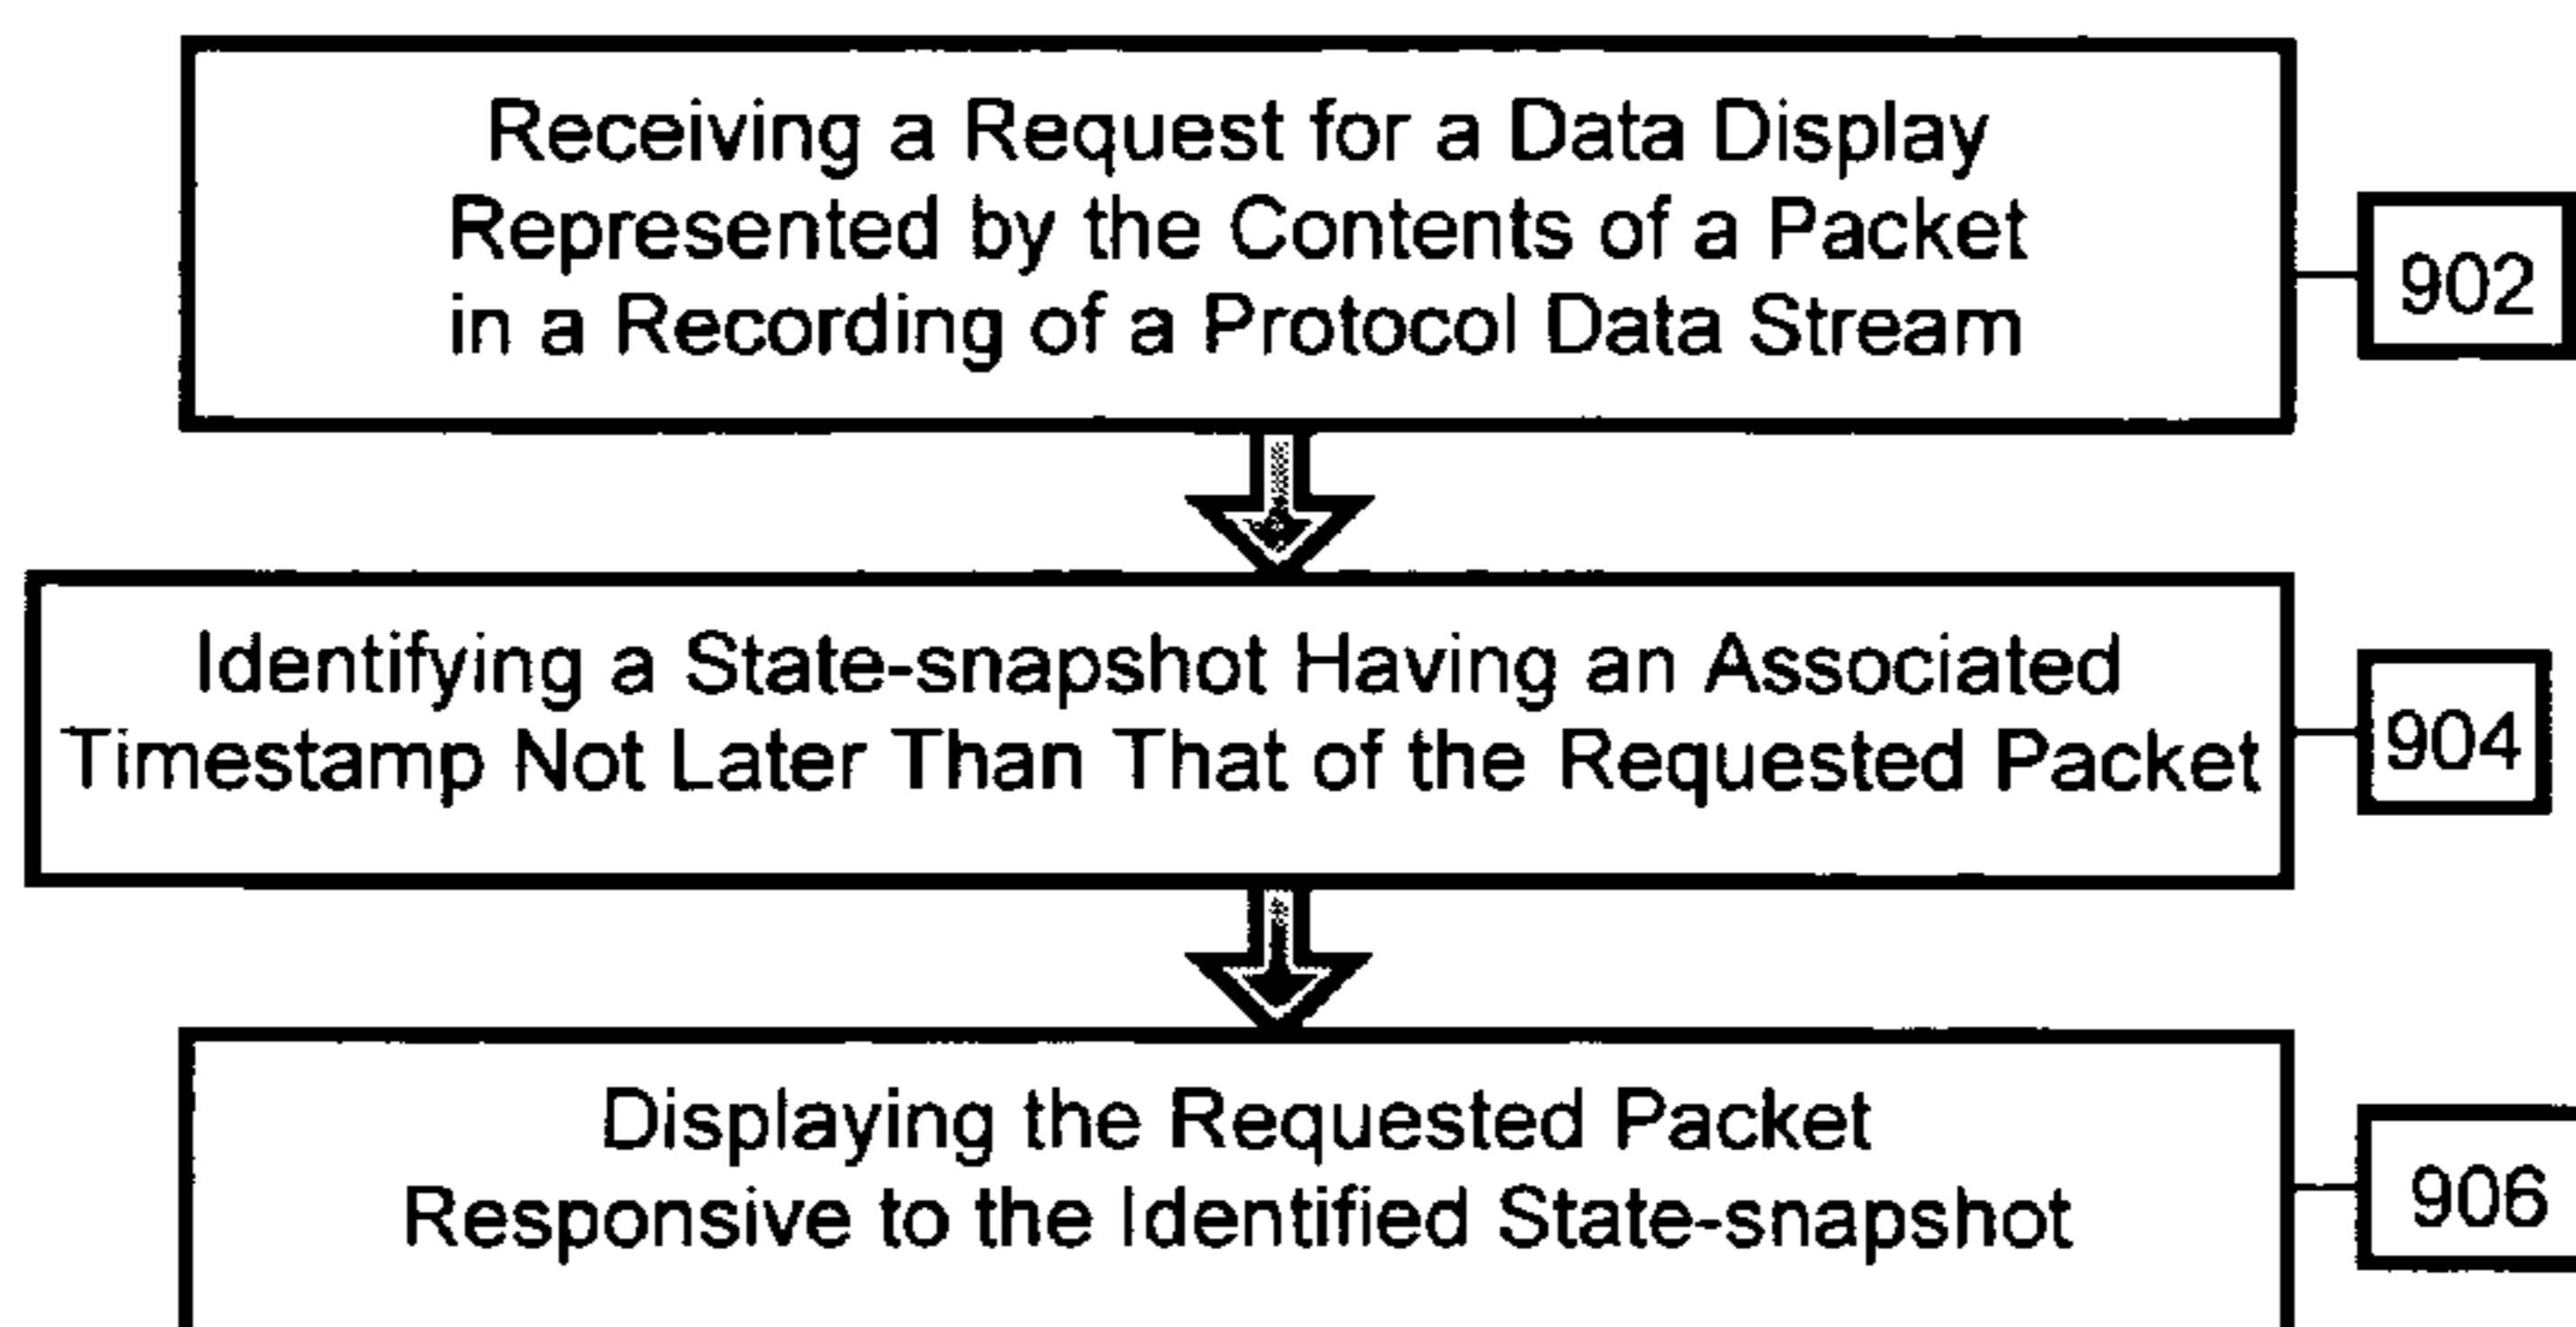 Receiving a Request for a Data Display
Represented by the Contents of a Packet
in a Recording of a Protocol Data Stream
902
Identifying a State-snapshot Having an Associated
Timestamp Not Later Than That of the Requested Packet
904
Displaying the Requested Packet
Responsive to the Identified State-snapshot
906